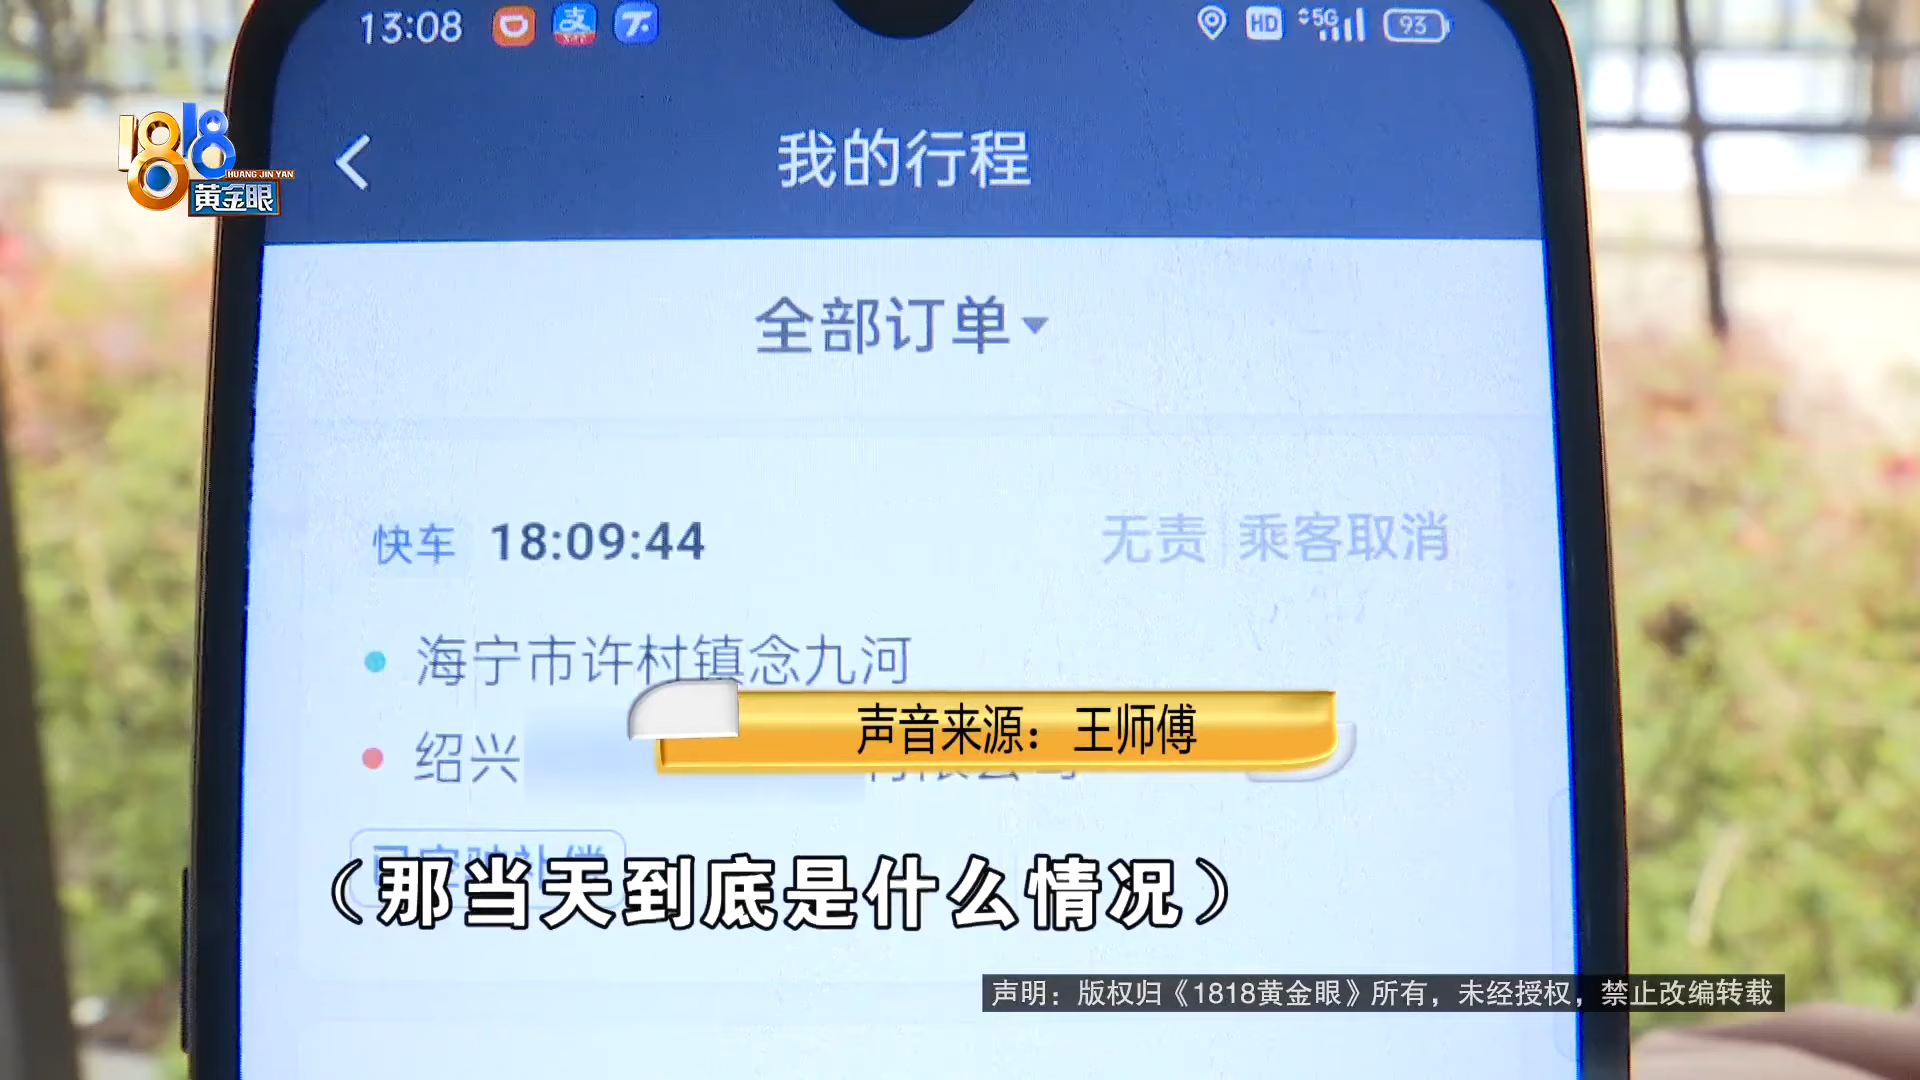 13:08
HD 5G 93
1818
HUANG JIN YAN
黄金眼
我的行程
全部订单
快车 18:09:44 无责 乘客取消
海宁市许村镇念九河
绍兴
声音来源：王师傅
（那当天到底是什么情况）
声明：版权归《1818黄金眼》所有，未经授权，禁止改编转载